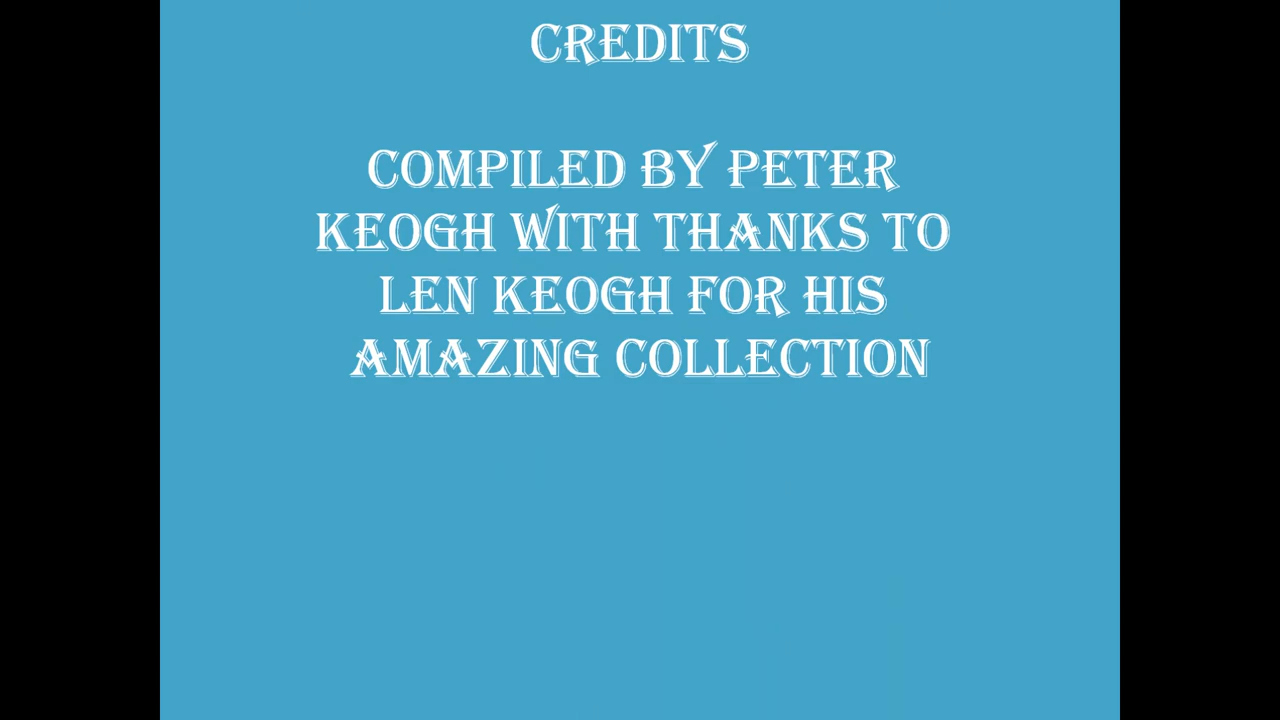 CREDITS
COMPILED BY PETER
KEOGH WITH THANKS TO
LEN KEOGH FOR HIS
AMAZING COLLECTION